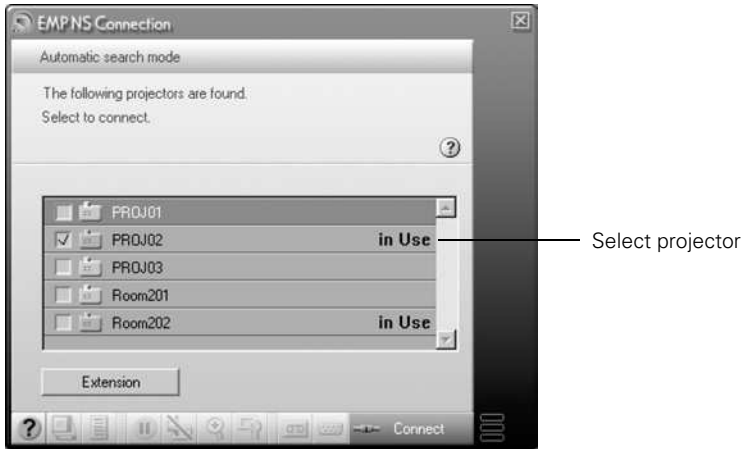 EMP NS Connection
Automatic search mode
The following projectors are found.
Select to connect.
?
PROJ01
PROJ02 in Use
Select projector
PROJ03
Room201
Room202 in Use
Extension
? Connect